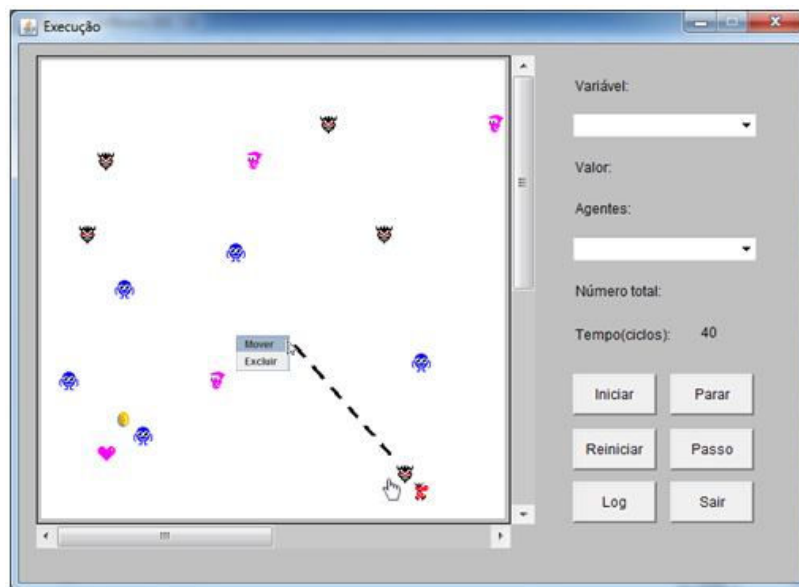 Execução
Variável:
Valor:
Agentes:
Número total:
Tempo(ciclos): 40
Mover
Excluir
Iniciar Parar
Reiniciar Passo
Log Sair